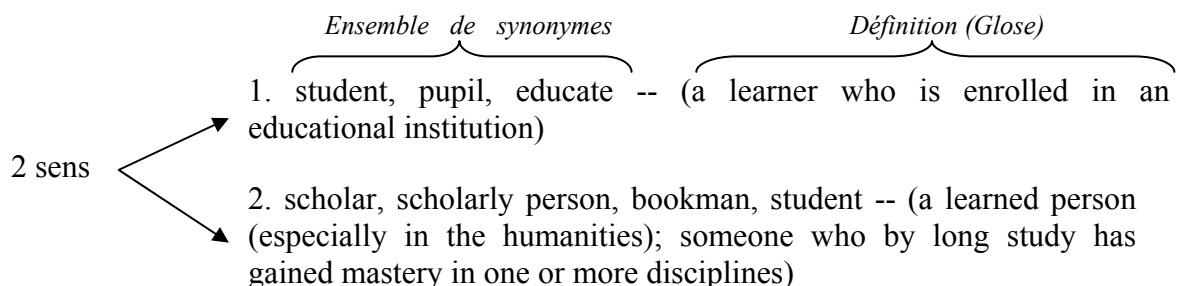 Ensemble de synonymes Définition (Glose)
1. student, pupil, educate -- (a learner who is enrolled in an
educational institution)
2 sens
2. scholar, scholarly person, bookman, student -- (a learned person
(especially in the humanities); someone who by long study has
gained mastery in one or more disciplines)